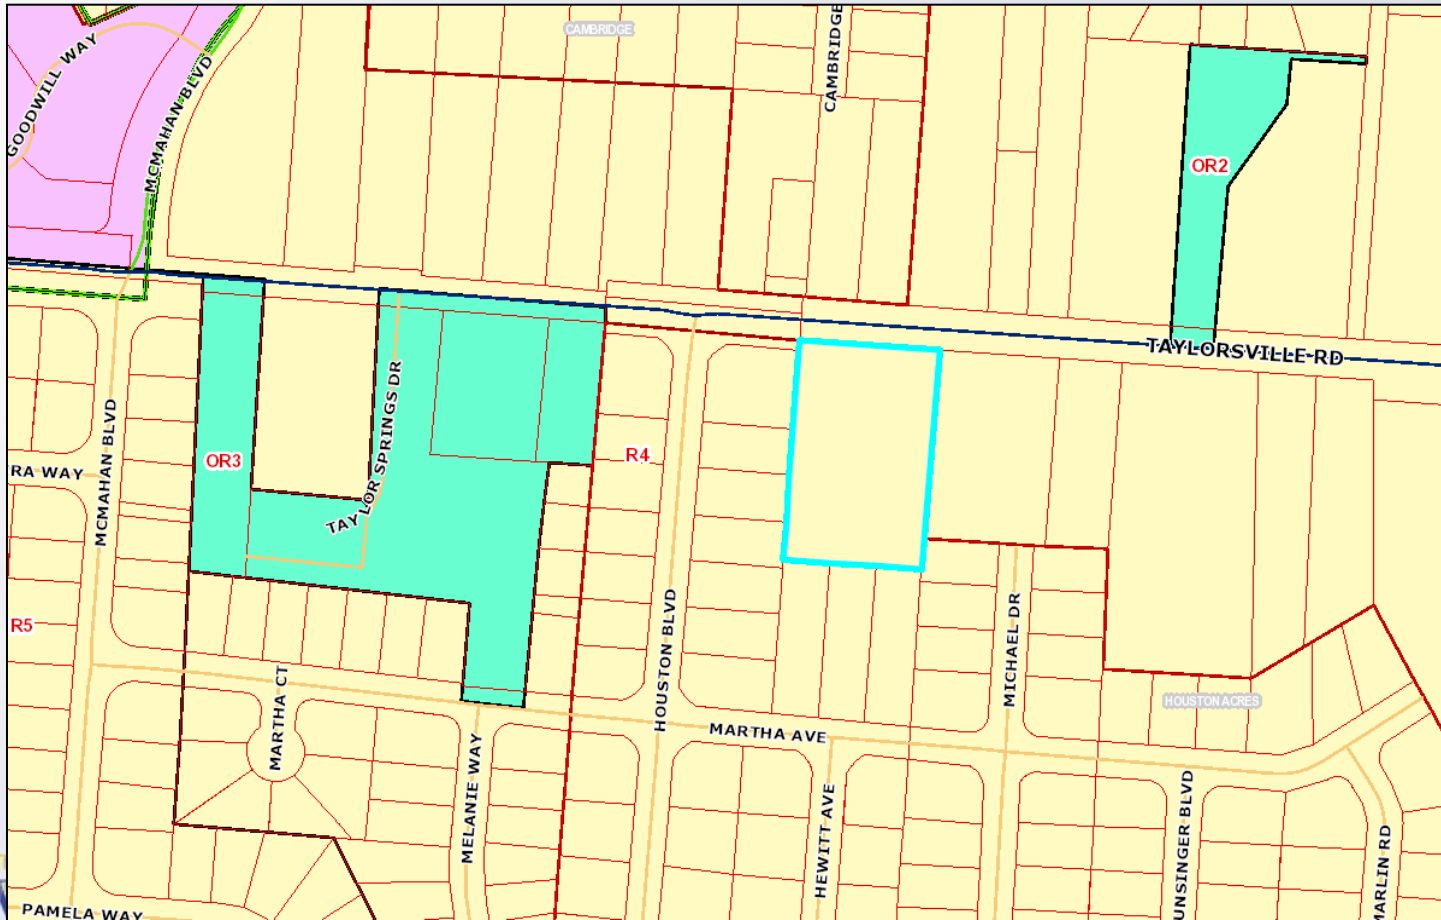 CAMBRIDGE
CAMBRIDGE
GOODWILL WAY
MCMAHAN BLVD
OR2
TAYLORSVILLE RD
TAYLOR SPRINGS DR
R4
OR3
RA WAY
MCMAHAN BLVD
R5
HOUSTON BLVD
MICHAEL DR
MARTHA CT
HOUSTON ACRES
MARTHA AVE
MELANIE WAY
HEWITT AVE
UNSINGER BLVD
MARLIN RD
PAMELA WAY